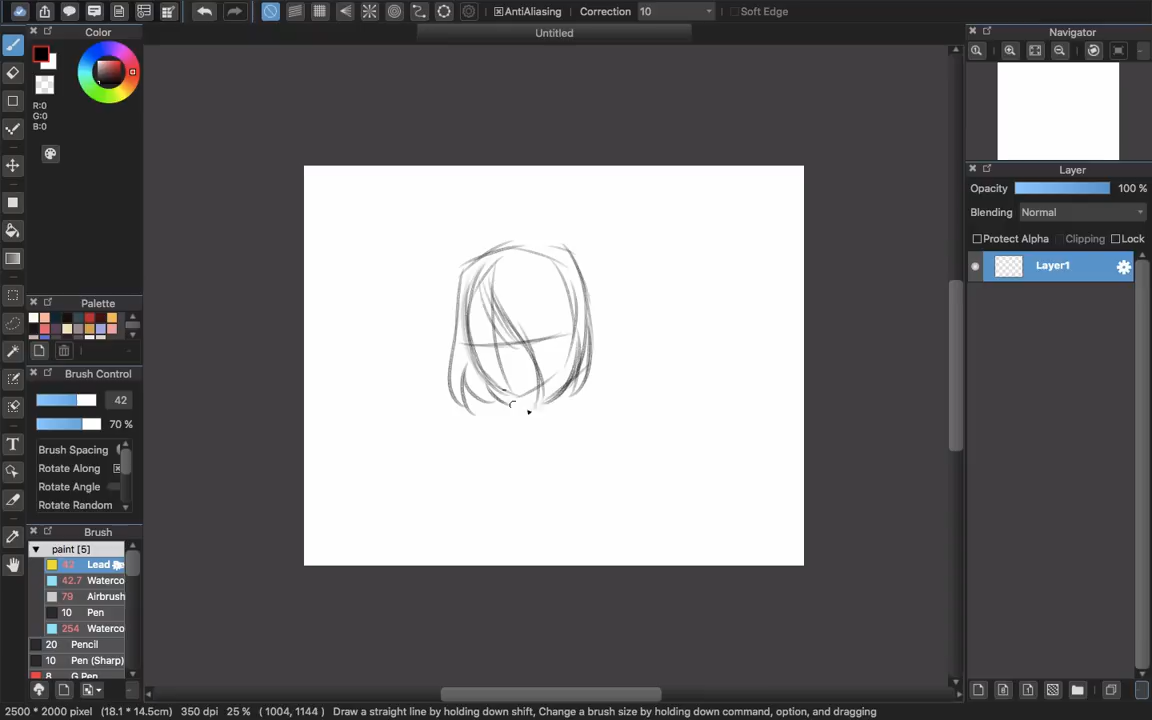 AntiAliasing Correction 10 Soft Edge
Untitled
Color
R:0
G:0
B:0
Palette
Brush Control
42
70 %
Brush Spacing
Rotate Along
Rotate Angle
Rotate Random
Brush
paint [5]
42 Lead
42.7 Waterco
79 Airbrush
10 Pen
254 Waterco
20 Pencil
10 Pen (Sharp)
8 G Pen
Navigator
Layer
Opacity 100 %
Blending Normal
Protect Alpha Clipping Lock
Layer1
2500 * 2000 pixel (18.1 * 14.5cm) 350 dpi 25 % ( 1004, 1144 ) Draw a straight line by holding down shift, Change a brush size by holding down command, option, and dragging